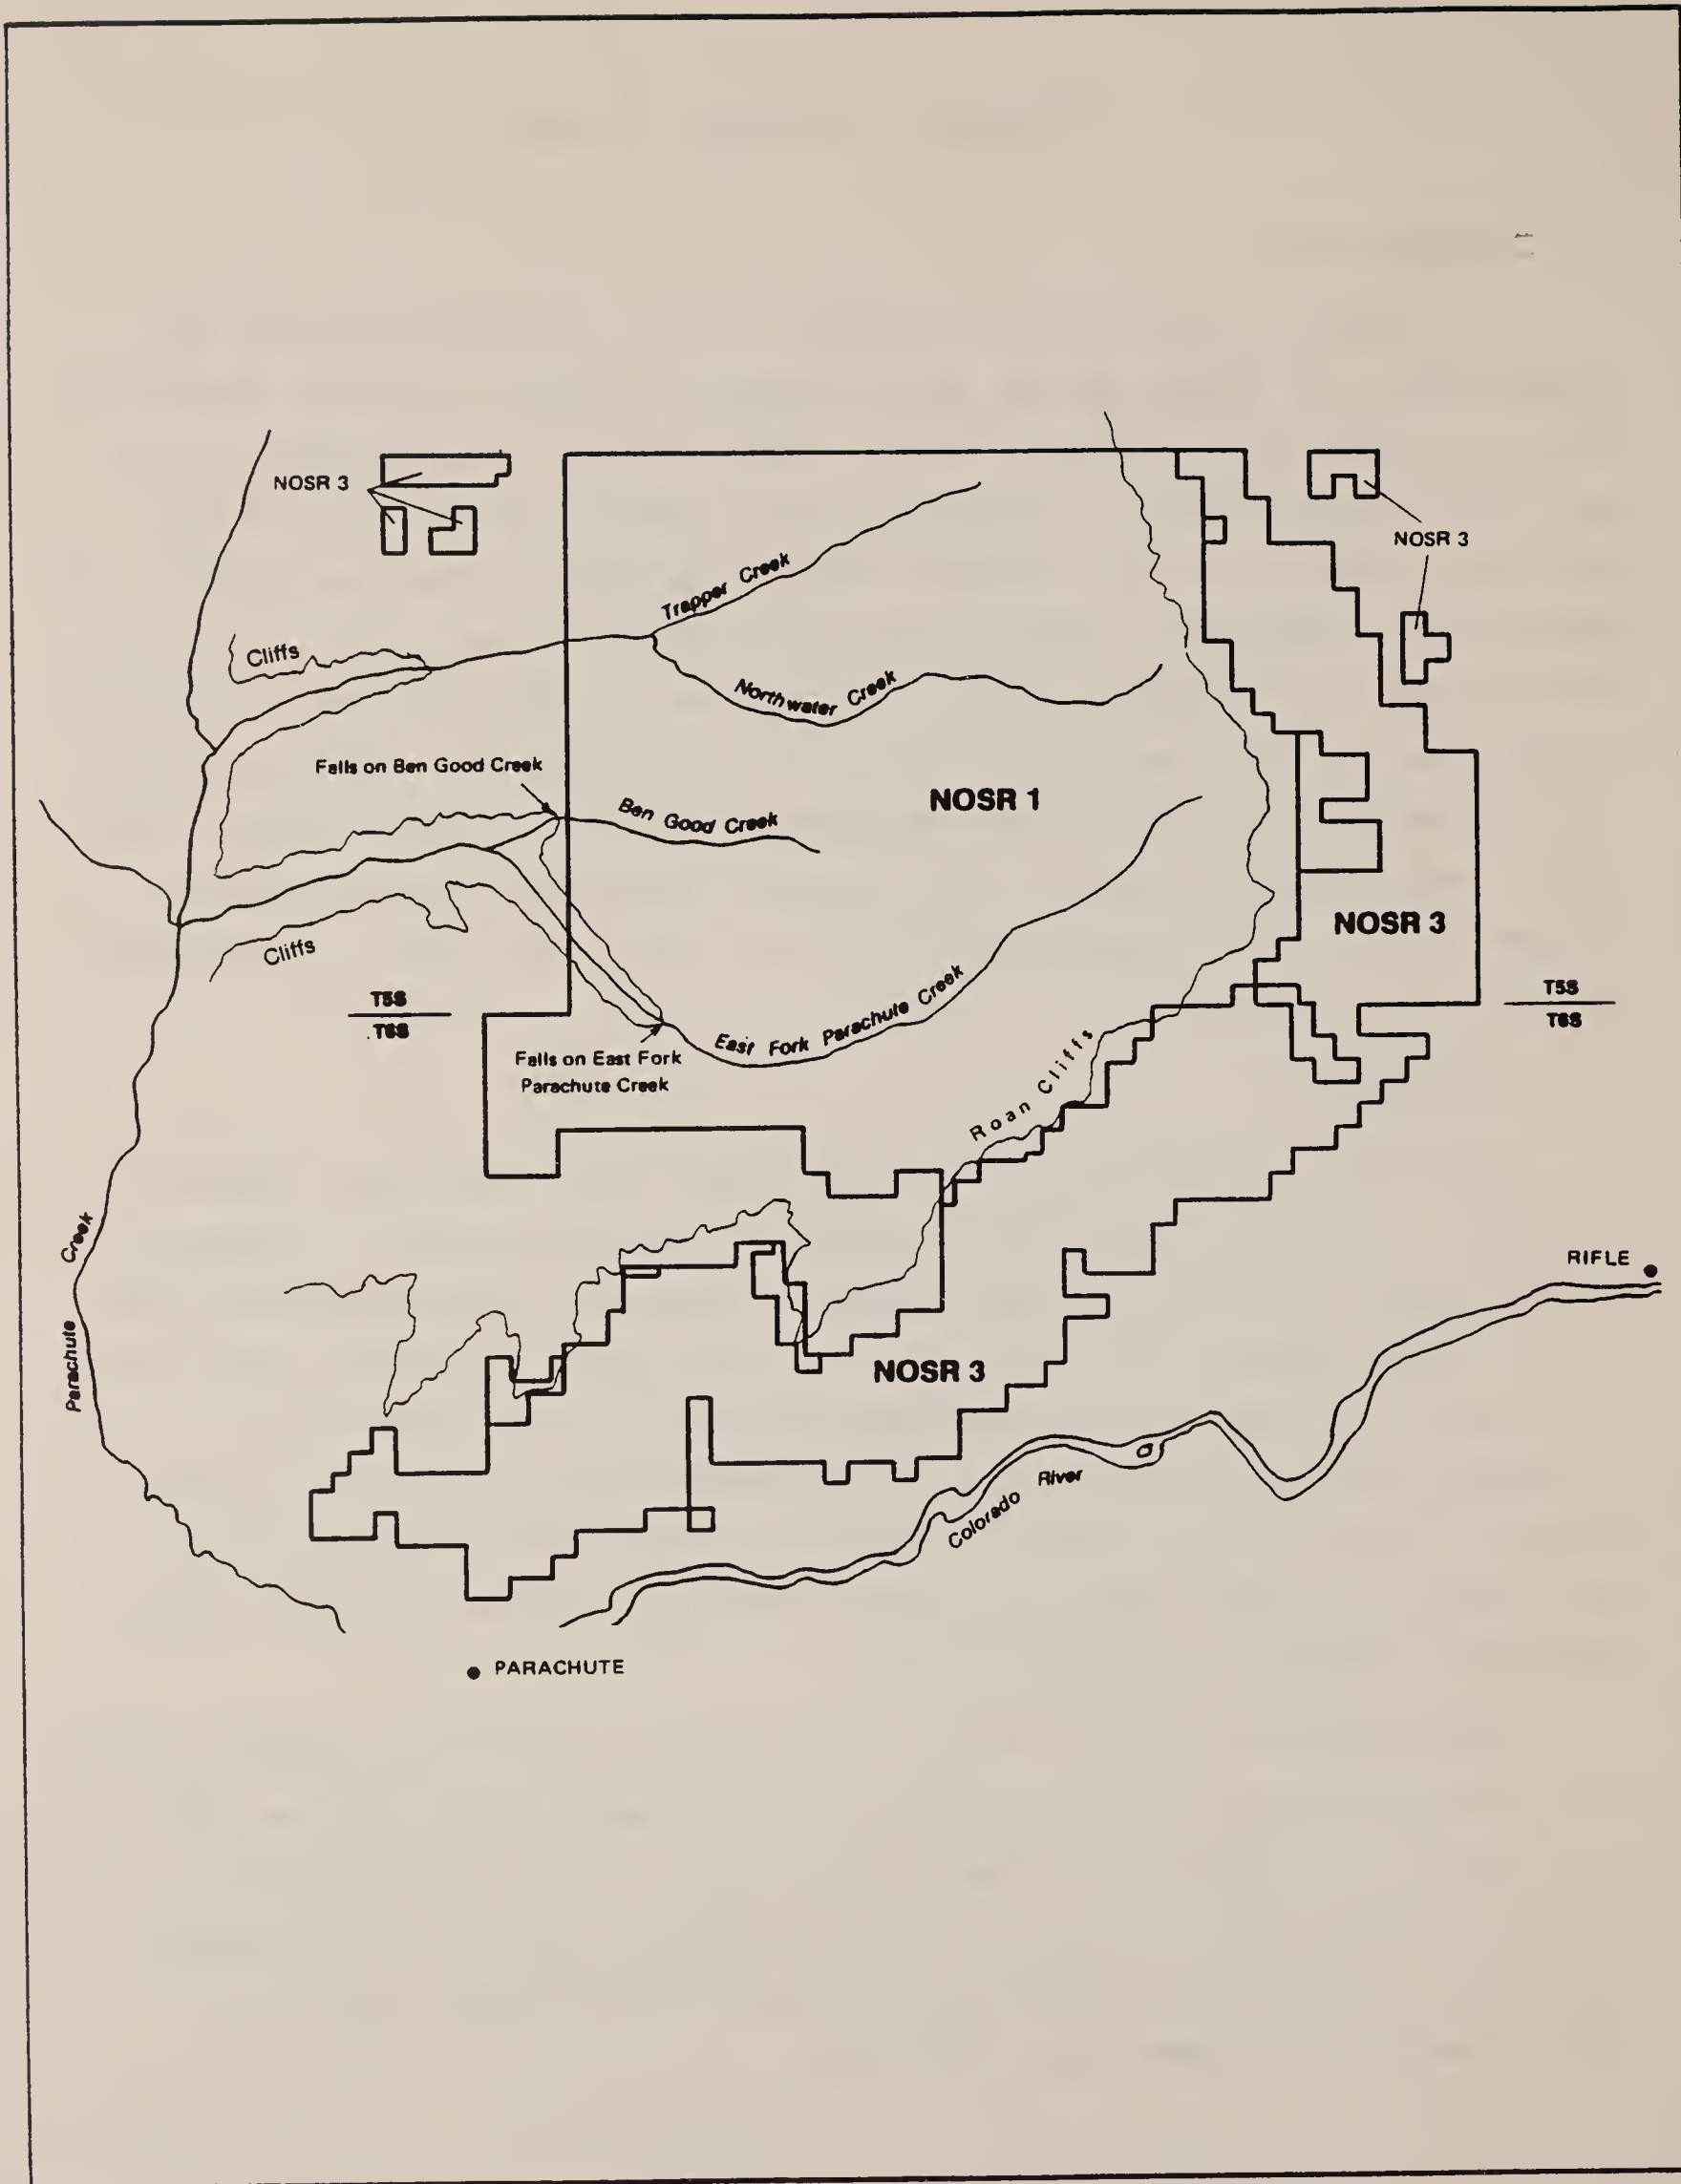 NOSR 3
NOSR 3
Trapper Creek
Cliffs
Northwater Creek
Falls on Ben Good Creek
Ben Good Creek
NOSR 1
NOSR 3
Cliffs
T5S
T6S
T5S
T6S
East Fork Parachute Creek
Falls on East Fork
Parachute Creek
Roan Cliffs
Parachute Creek
RIFLE
NOSR 3
Colorado River
PARACHUTE